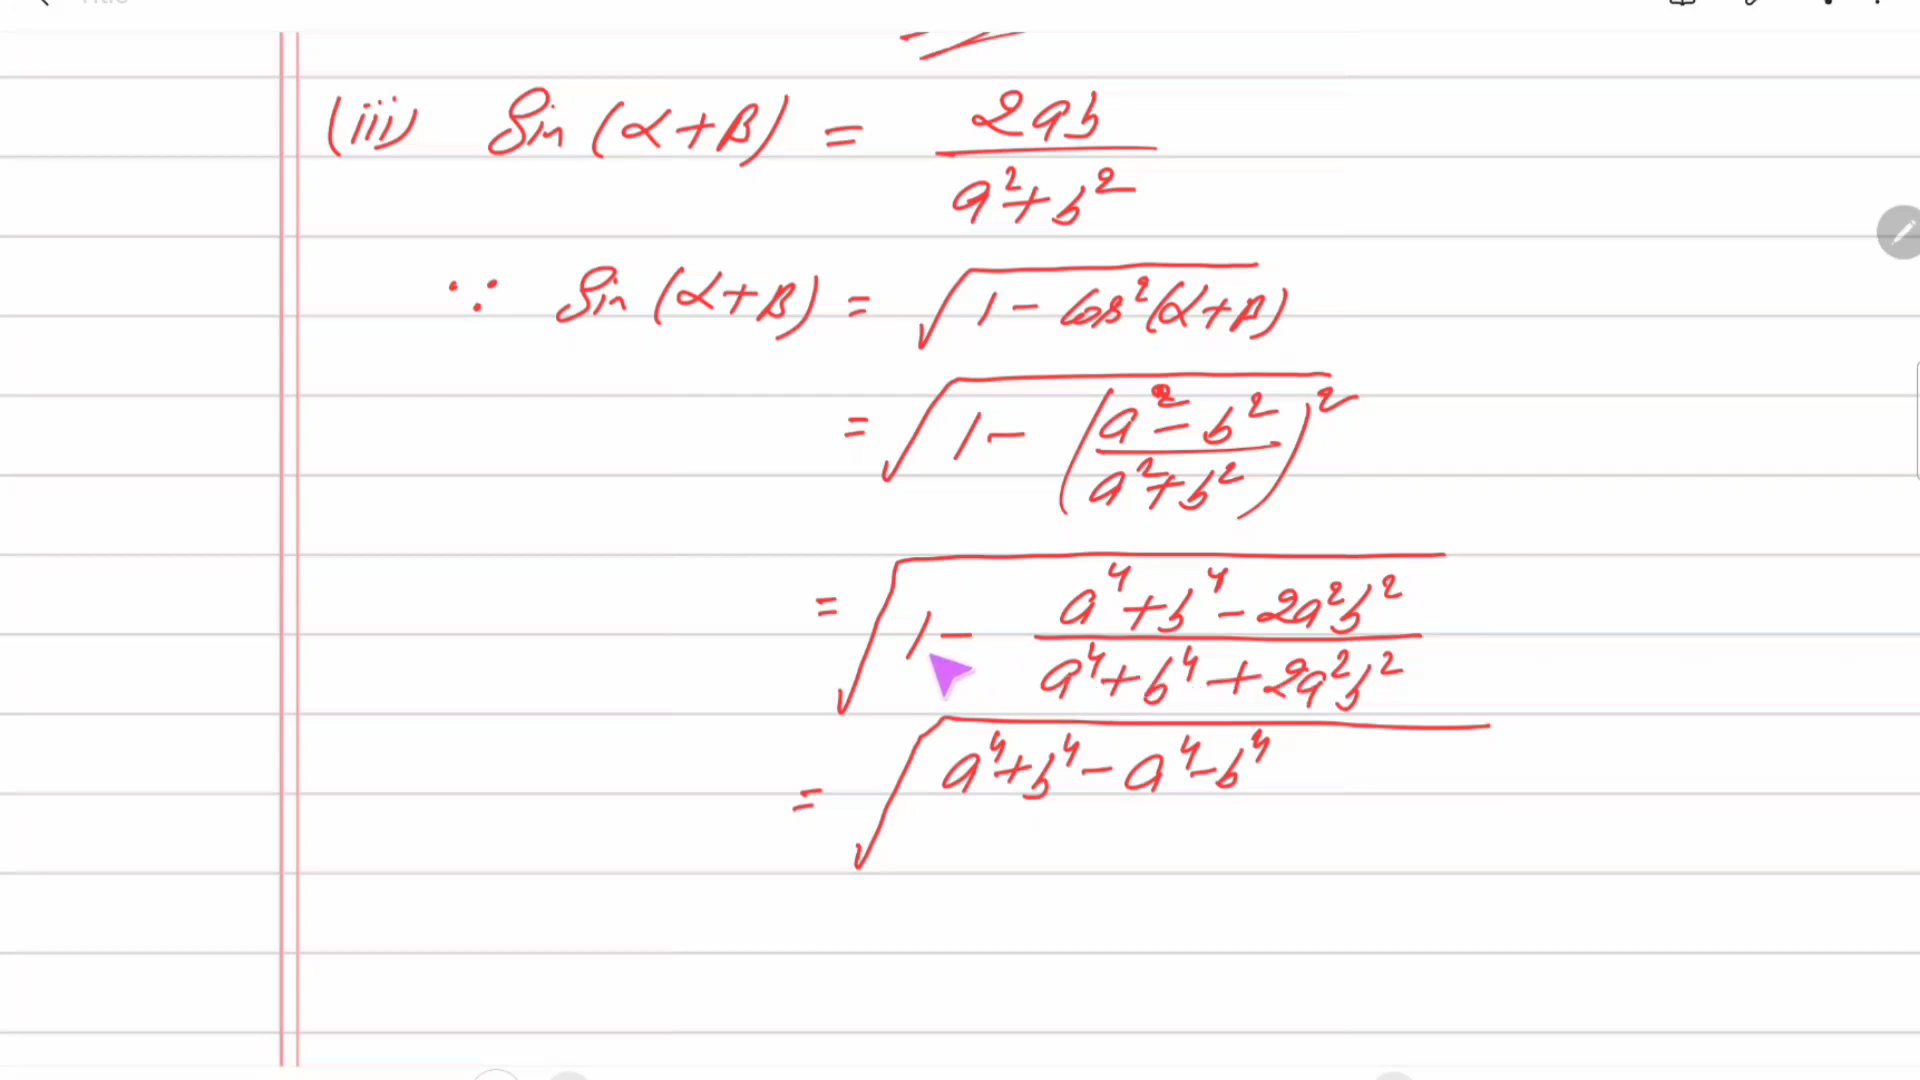 Title
(iii) Sin (α+β) = 2ab / a²+b²
∵ Sin (α+β) = √(1 - Cos²(α+β))
= √(1 - (a² - b² / a²+b²)²)
= √(1 - a⁴+b⁴-2a²b² / a⁴+b⁴+2a²b²)
= √(a⁴+b⁴-a⁴-b⁴)